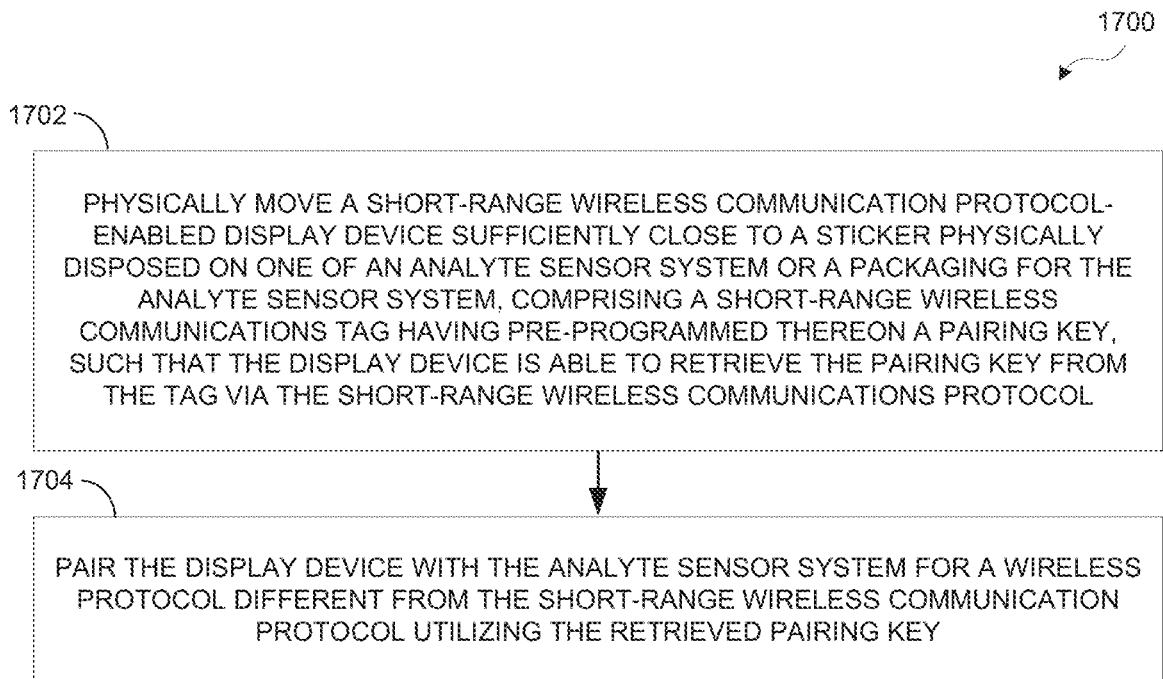 1700
1702
PHYSICALLY MOVE A SHORT-RANGE WIRELESS COMMUNICATION PROTOCOL-
ENABLED DISPLAY DEVICE SUFFICIENTLY CLOSE TO A STICKER PHYSICALLY
DISPOSED ON ONE OF AN ANALYTE SENSOR SYSTEM OR A PACKAGING FOR THE
ANALYTE SENSOR SYSTEM, COMPRISING A SHORT-RANGE WIRELESS
COMMUNICATIONS TAG HAVING PRE-PROGRAMMED THEREON A PAIRING KEY,
SUCH THAT THE DISPLAY DEVICE IS ABLE TO RETRIEVE THE PAIRING KEY FROM
THE TAG VIA THE SHORT-RANGE WIRELESS COMMUNICATIONS PROTOCOL
1704
PAIR THE DISPLAY DEVICE WITH THE ANALYTE SENSOR SYSTEM FOR A WIRELESS
PROTOCOL DIFFERENT FROM THE SHORT-RANGE WIRELESS COMMUNICATION
PROTOCOL UTILIZING THE RETRIEVED PAIRING KEY